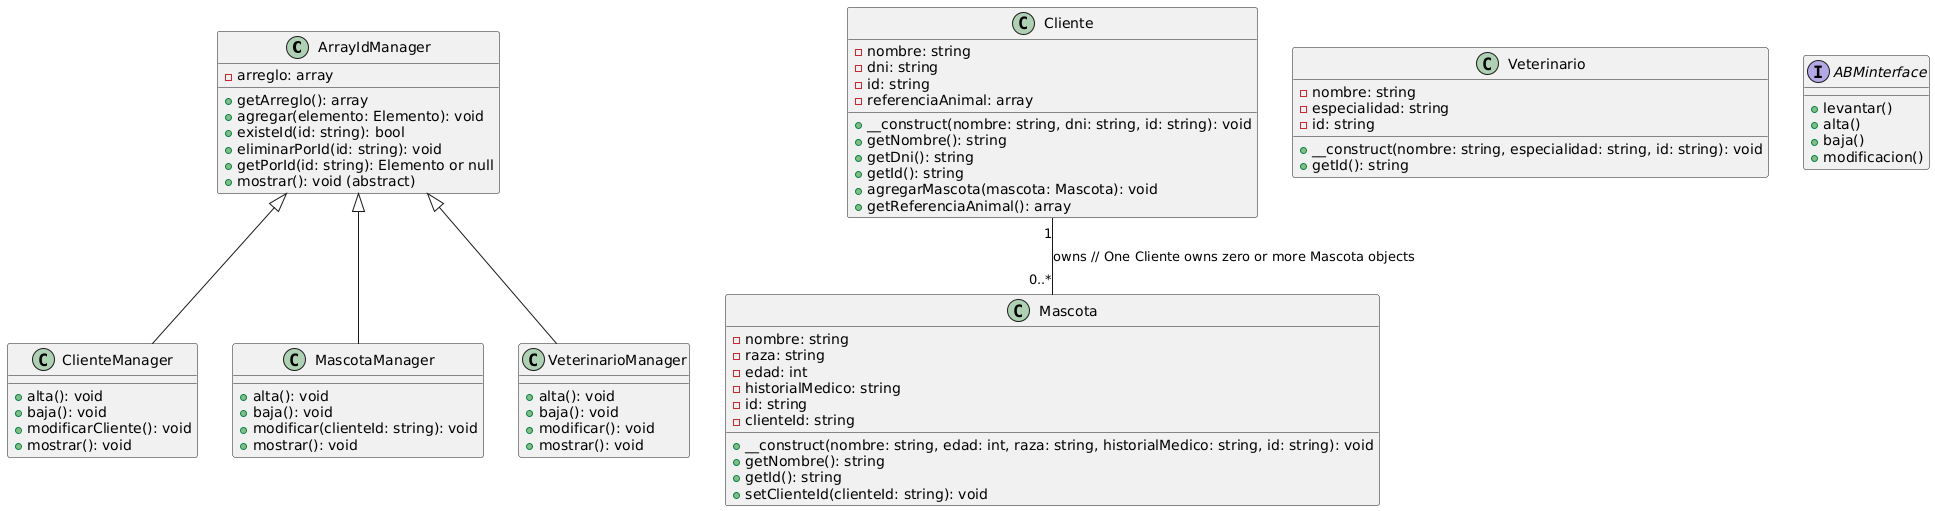 C ArrayIdManager
arreglo: array
getArreglo(): array
agregar(elemento: Elemento): void
existeId(id: string): bool
eliminarPorId(id: string): void
getPorId(id: string): Elemento or null
mostrar(): void (abstract)
C Cliente
nombre: string
dni: string
id: string
referenciaAnimal: array
__construct(nombre: string, dni: string, id: string): void
getNombre(): string
getDni(): string
getId(): string
agregarMascota(mascota: Mascota): void
getReferenciaAnimal(): array
C Veterinario
nombre: string
especialidad: string
id: string
__construct(nombre: string, especialidad: string, id: string): void
getId(): string
I ABMinterface
levantar()
alta()
baja()
modificacion()
1
owns // One Cliente owns zero or more Mascota objects
0..*
C ClienteManager
alta(): void
baja(): void
modificarCliente(): void
mostrar(): void
C MascotaManager
alta(): void
baja(): void
modificar(clienteId: string): void
mostrar(): void
C VeterinarioManager
alta(): void
baja(): void
modificar(): void
mostrar(): void
C Mascota
nombre: string
raza: string
edad: int
historialMedico: string
id: string
clienteId: string
__construct(nombre: string, edad: int, raza: string, historialMedico: string, id: string): void
getNombre(): string
getId(): string
setClienteId(clienteId: string): void